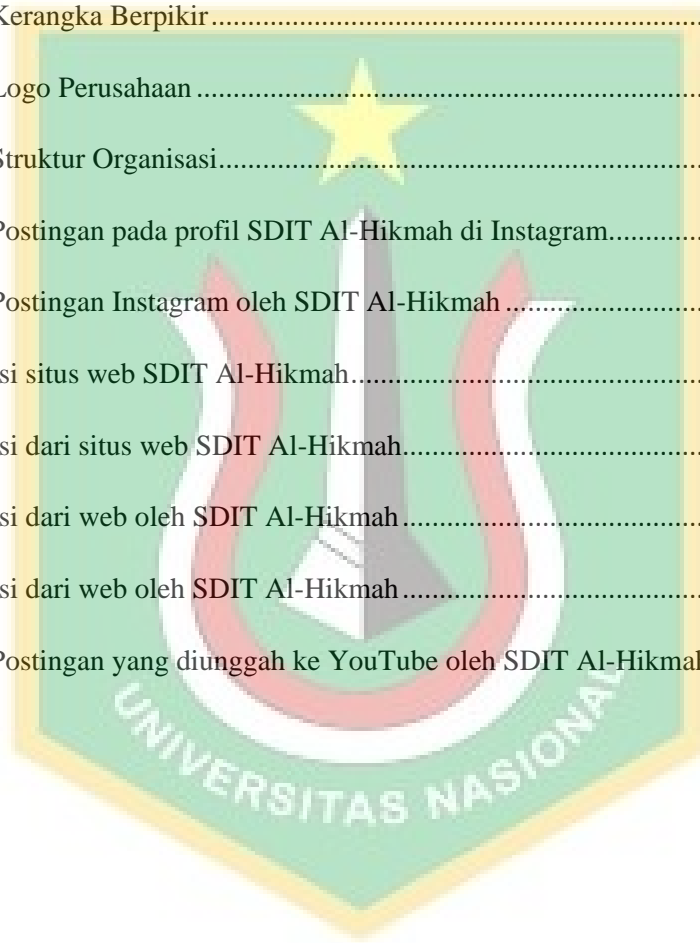 Kerangka Berpikir
Logo Perusahaan
Struktur Organisasi
Postingan pada profil SDIT Al-Hikmah di Instagram
Postingan Instagram oleh SDIT Al-Hikmah
si situs web SDIT Al-Hikmah
si dari situs web SDIT Al-Hikmah
si dari web oleh SDIT Al-Hikmah
si dari web oleh SDIT Al-Hikmah
Postingan yang diunggah ke YouTube oleh SDIT Al-Hikmah
UNIVERSITAS NASIONAL